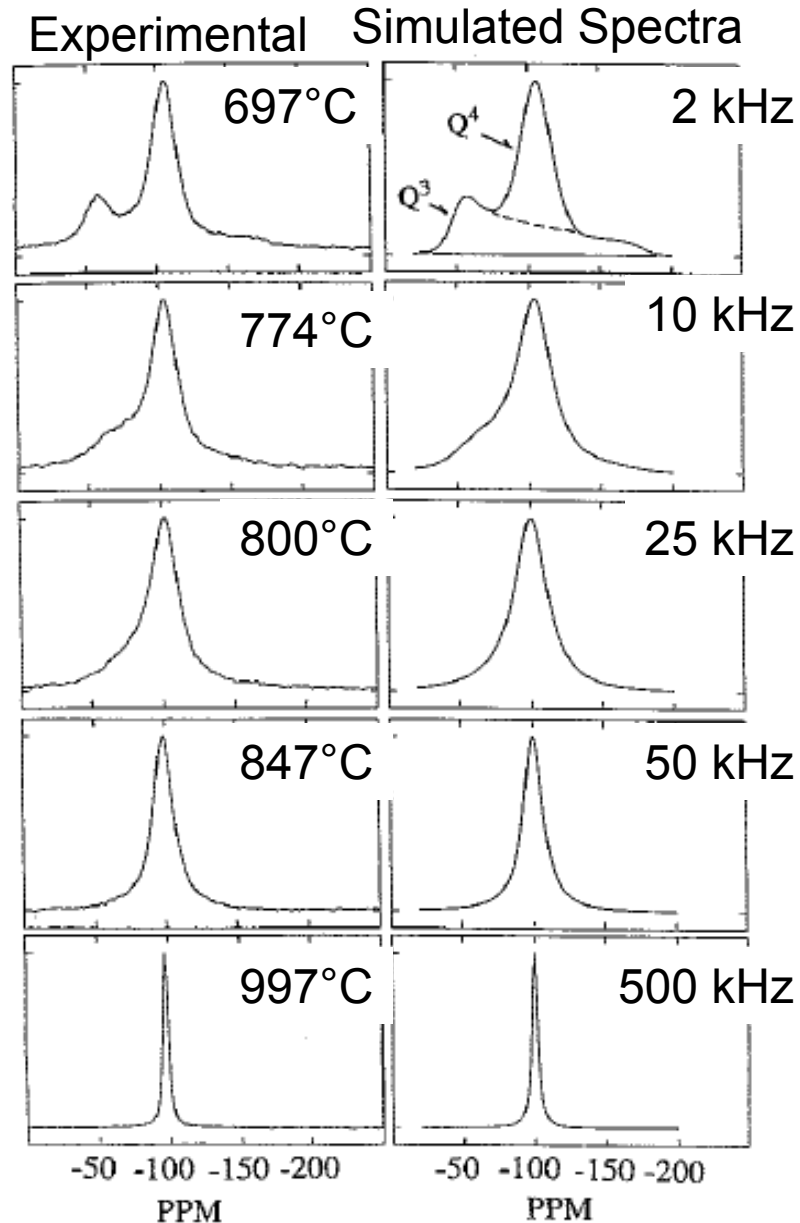 Experimental Simulated Spectra
697°C 2 kHz
Q⁴
Q³
774°C 10 kHz
800°C 25 kHz
847°C 50 kHz
997°C 500 kHz
-50 -100 -150 -200 -50 -100 -150 -200
PPM PPM